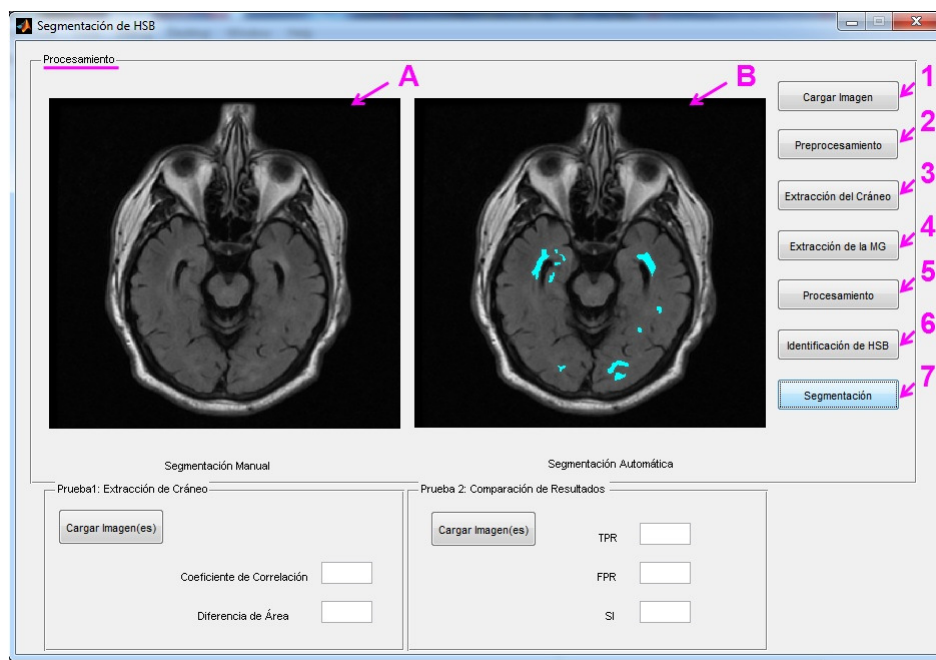 Segmentación de HSB
Procesamiento
A
B
1
Cargar Imagen
2
Preprocesamiento
3
Extracción del Cráneo
4
Extracción de la MG
5
Procesamiento
6
Identificación de HSB
7
Segmentación
Segmentación Manual
Segmentación Automática
Prueba1: Extracción de Cráneo
Cargar Imagen(es)
Coeficiente de Correlación
Diferencia de Área
Prueba 2: Comparación de Resultados
Cargar Imagen(es)
TPR
FPR
SI